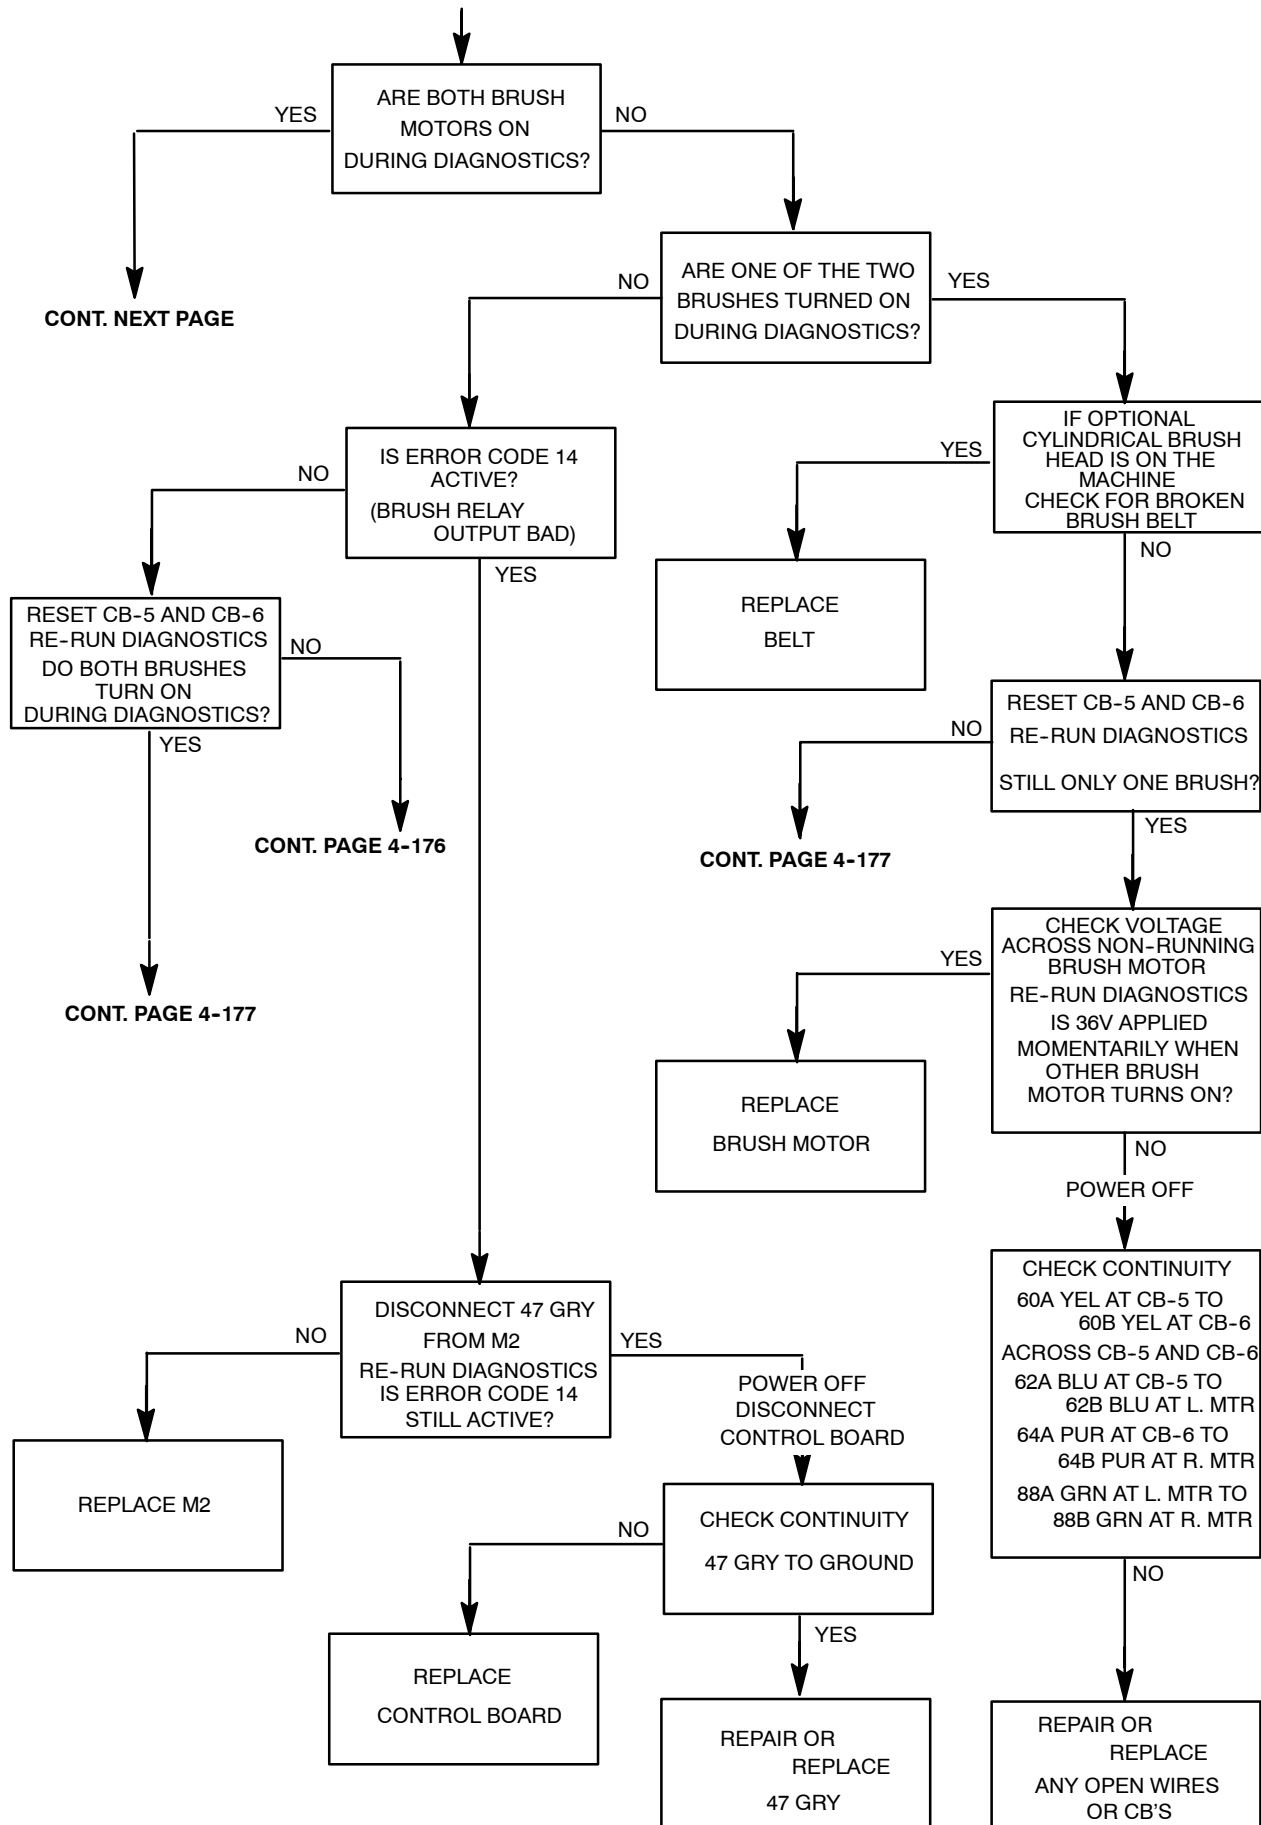 ARE BOTH BRUSH
MOTORS ON
DURING DIAGNOSTICS?
YES
NO
CONT. NEXT PAGE
ARE ONE OF THE TWO
BRUSHES TURNED ON
DURING DIAGNOSTICS?
NO
YES
IS ERROR CODE 14
ACTIVE?
(BRUSH RELAY
OUTPUT BAD)
NO
YES
IF OPTIONAL
CYLINDRICAL BRUSH
HEAD IS ON THE
MACHINE
CHECK FOR BROKEN
BRUSH BELT
YES
NO
REPLACE
BELT
RESET CB-5 AND CB-6
RE-RUN DIAGNOSTICS
DO BOTH BRUSHES
TURN ON
DURING DIAGNOSTICS?
NO
YES
CONT. PAGE 4-176
CONT. PAGE 4-177
RESET CB-5 AND CB-6
RE-RUN DIAGNOSTICS
STILL ONLY ONE BRUSH?
NO
YES
CONT. PAGE 4-177
CHECK VOLTAGE
ACROSS NON-RUNNING
BRUSH MOTOR
RE-RUN DIAGNOSTICS
IS 36V APPLIED
MOMENTARILY WHEN
OTHER BRUSH
MOTOR TURNS ON?
YES
NO
REPLACE
BRUSH MOTOR
POWER OFF
CHECK CONTINUITY
60A YEL AT CB-5 TO
60B YEL AT CB-6
ACROSS CB-5 AND CB-6
62A BLU AT CB-5 TO
62B BLU AT L. MTR
64A PUR AT CB-6 TO
64B PUR AT R. MTR
88A GRN AT L. MTR TO
88B GRN AT R. MTR
NO
DISCONNECT 47 GRY
FROM M2
RE-RUN DIAGNOSTICS
IS ERROR CODE 14
STILL ACTIVE?
NO
YES
REPLACE M2
POWER OFF
DISCONNECT
CONTROL BOARD
CHECK CONTINUITY
47 GRY TO GROUND
NO
YES
REPLACE
CONTROL BOARD
REPAIR OR
REPLACE
47 GRY
REPAIR OR
REPLACE
ANY OPEN WIRES
OR CB'S